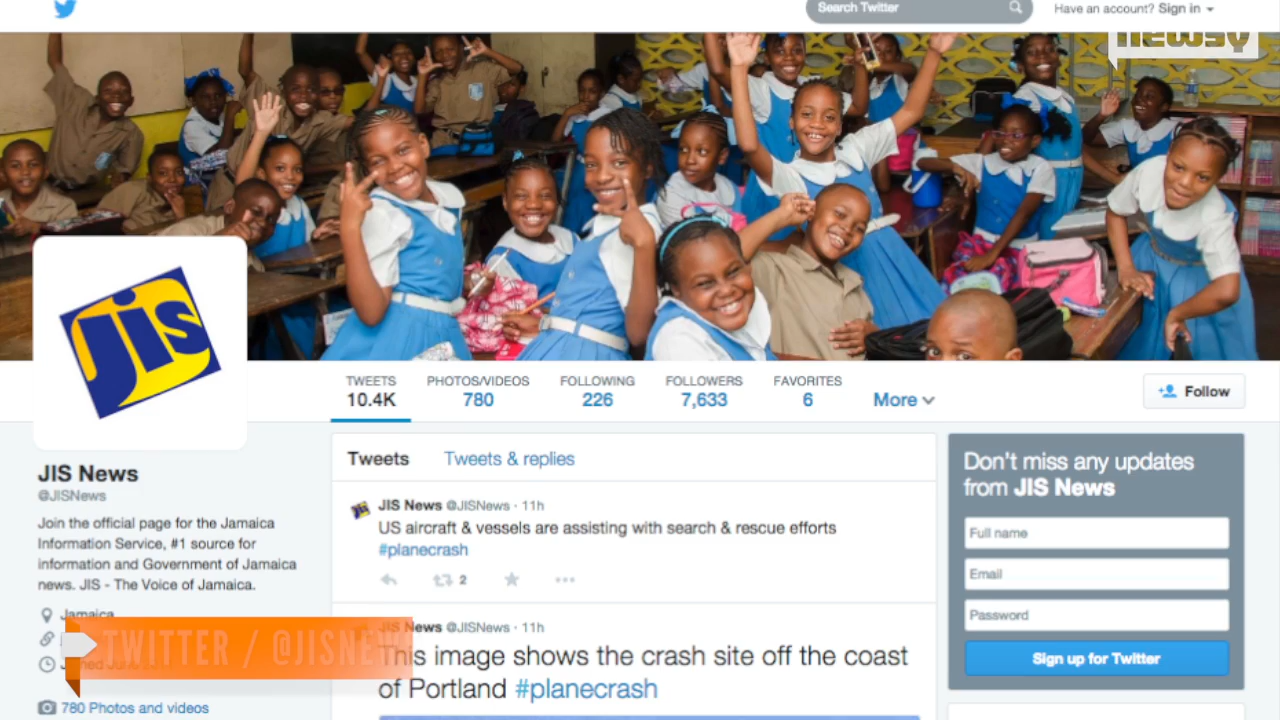 Search Twitter
Have an account? Sign in
newsy
JIS
TWEETS
10.4K
PHOTOS/VIDEOS
780
FOLLOWING
226
FOLLOWERS
7,633
FAVORITES
6
More
Follow
JIS News
@JISNews
Join the official page for the Jamaica
Information Service, #1 source for
information and Government of Jamaica
news. JIS - The Voice of Jamaica.
Jamaica
780 Photos and videos
TWITTER / @JISNEW
Tweets
Tweets & replies
JIS News @JISNews · 11h
US aircraft & vessels are assisting with search & rescue efforts
#planecrash
2
JIS News @JISNews · 11h
This image shows the crash site off the coast
of Portland #planecrash
Don't miss any updates
from JIS News
Full name
Email
Password
Sign up for Twitter